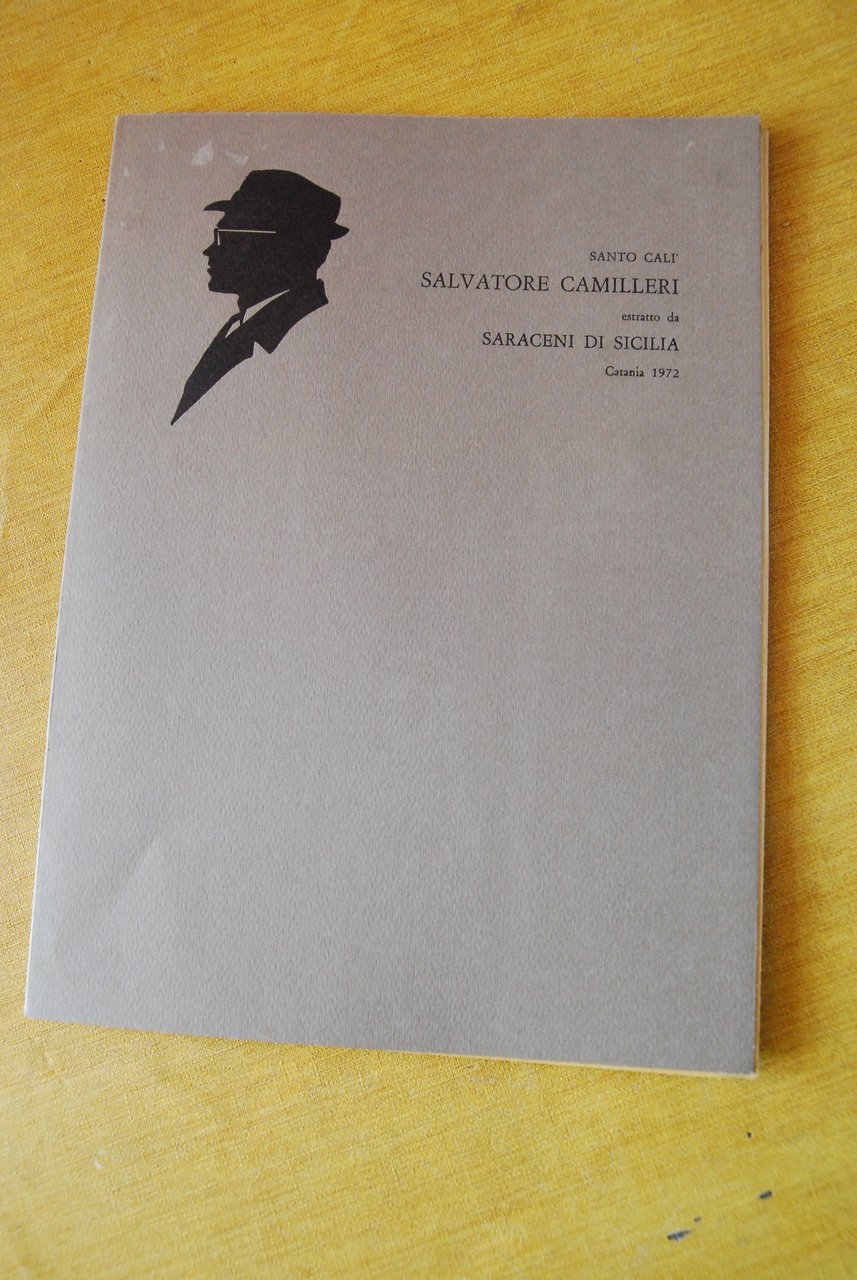 SANTO CALI'
SALVATORE CAMILLERI
estratto da
SARACENI DI SICILIA
Catania 1972